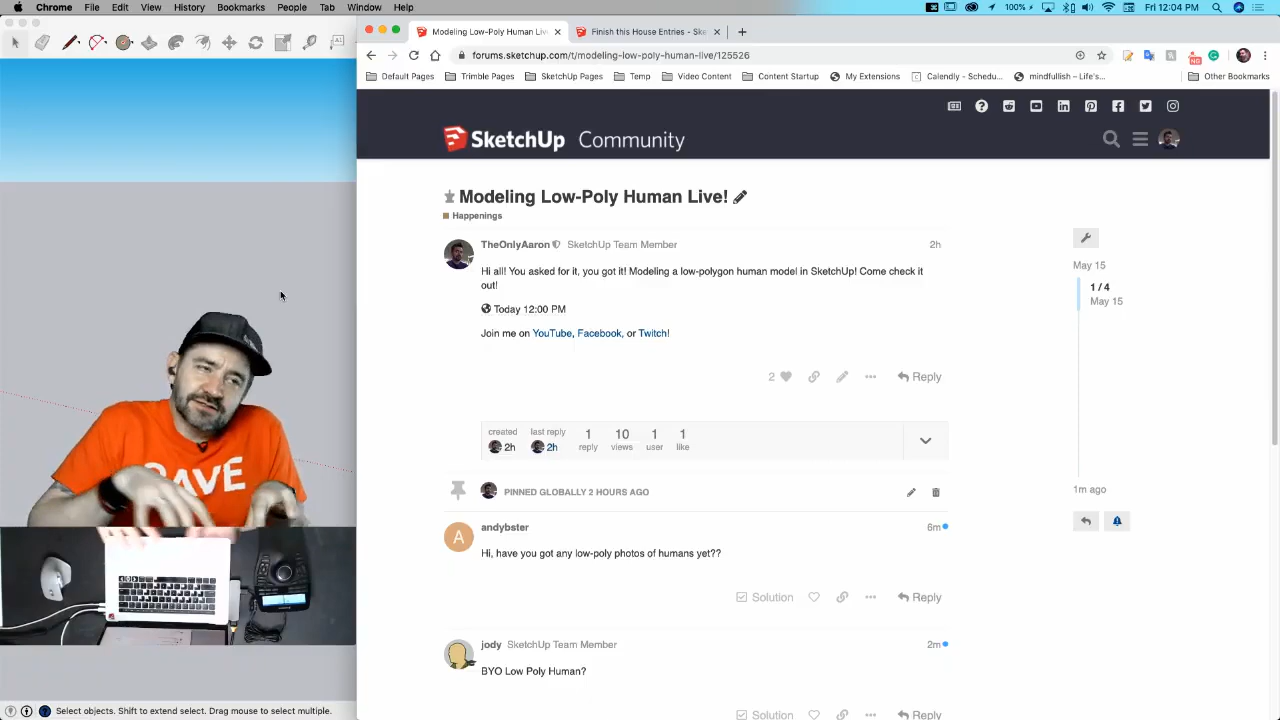 Chrome File Edit View History Bookmarks People Tab Window Help
100% Fri 12:04 PM
Modeling Low-Poly Human Liv
Finish this House Entries - Ske
forums.sketchup.com/t/modeling-low-poly-human-live/125526
Default Pages Trimble Pages SketchUp Pages Temp Video Content Content Startup My Extensions Calendly - Schedu... mindfullish – Life's... Other Bookmarks
SketchUp Community
Modeling Low-Poly Human Live!
Happenings
TheOnlyAaron SketchUp Team Member 2h
Hi all! You asked for it, you got it! Modeling a low-polygon human model in SketchUp! Come check it
out!
Today 12:00 PM
Join me on YouTube, Facebook, or Twitch!
2 Reply
May 15
1 / 4
May 15
created last reply 1 10 1 1
2h 2h reply views user like
PINNED GLOBALLY 2 HOURS AGO
1m ago
A andybster 6m
Hi, have you got any low-poly photos of humans yet??
Solution Reply
jody SketchUp Team Member 2m
BYO Low Poly Human?
Solution Reply
AVE
Select objects. Shift to extend select. Drag mouse to select multiple.